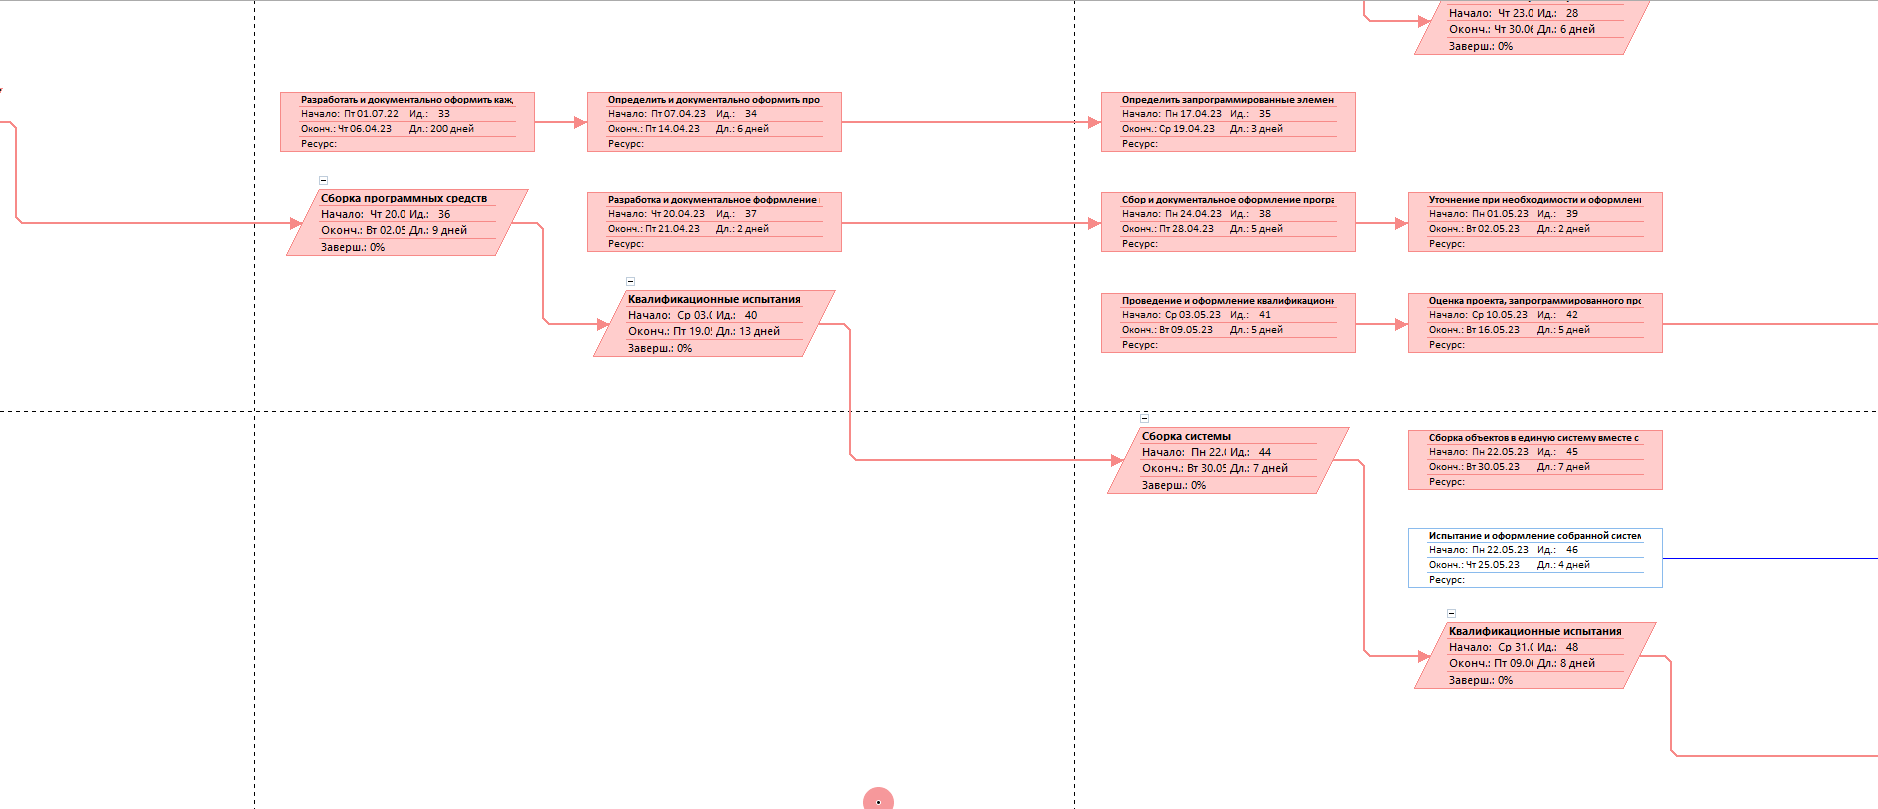 Начало: Чт 23.0 Ид.: 28
Оконч.: Чт 30.06 Дл.: 6 дней
Заверш.: 0%
Разработать и документально оформить каж,
Начало: Пт 01.07.22 Ид.: 33
Оконч.: Чт 06.04.23 Дл.: 200 дней
Ресурс:
Определить и документально оформить про
Начало: Пт 07.04.23 Ид.: 34
Оконч.: Пт 14.04.23 Дл.: 6 дней
Ресурс:
Определить запрограммированные элемен
Начало: Пн 17.04.23 Ид.: 35
Оконч.: Ср 19.04.23 Дл.: 3 дней
Ресурс:
Сборка программных средств
Начало: Чт 20.0 Ид.: 36
Оконч.: Вт 02.05 Дл.: 9 дней
Заверш.: 0%
Разработка и документальное фофрмление
Начало: Чт 20.04.23 Ид.: 37
Оконч.: Пт 21.04.23 Дл.: 2 дней
Ресурс:
Сбор и документальное оформление програ
Начало: Пн 24.04.23 Ид.: 38
Оконч.: Пт 28.04.23 Дл.: 5 дней
Ресурс:
Уточнение при необходимости и оформлени
Начало: Пн 01.05.23 Ид.: 39
Оконч.: Вт 02.05.23 Дл.: 2 дней
Ресурс:
Квалификационные испытания
Начало: Ср 03.0 Ид.: 40
Оконч.: Пт 19.05 Дл.: 13 дней
Заверш.: 0%
Проведение и оформление квалификационн
Начало: Ср 03.05.23 Ид.: 41
Оконч.: Вт 09.05.23 Дл.: 5 дней
Ресурс:
Оценка проекта, запрограммированного прс
Начало: Ср 10.05.23 Ид.: 42
Оконч.: Вт 16.05.23 Дл.: 5 дней
Ресурс:
Сборка системы
Начало: Пн 22.0 Ид.: 44
Оконч.: Вт 30.05 Дл.: 7 дней
Заверш.: 0%
Сборка объектов в единую систему вместе с
Начало: Пн 22.05.23 Ид.: 45
Оконч.: Вт 30.05.23 Дл.: 7 дней
Ресурс:
Испытание и оформление собранной систем
Начало: Пн 22.05.23 Ид.: 46
Оконч.: Чт 25.05.23 Дл.: 4 дней
Ресурс:
Квалификационные испытания
Начало: Ср 31.0 Ид.: 48
Оконч.: Пт 09.06 Дл.: 8 дней
Заверш.: 0%